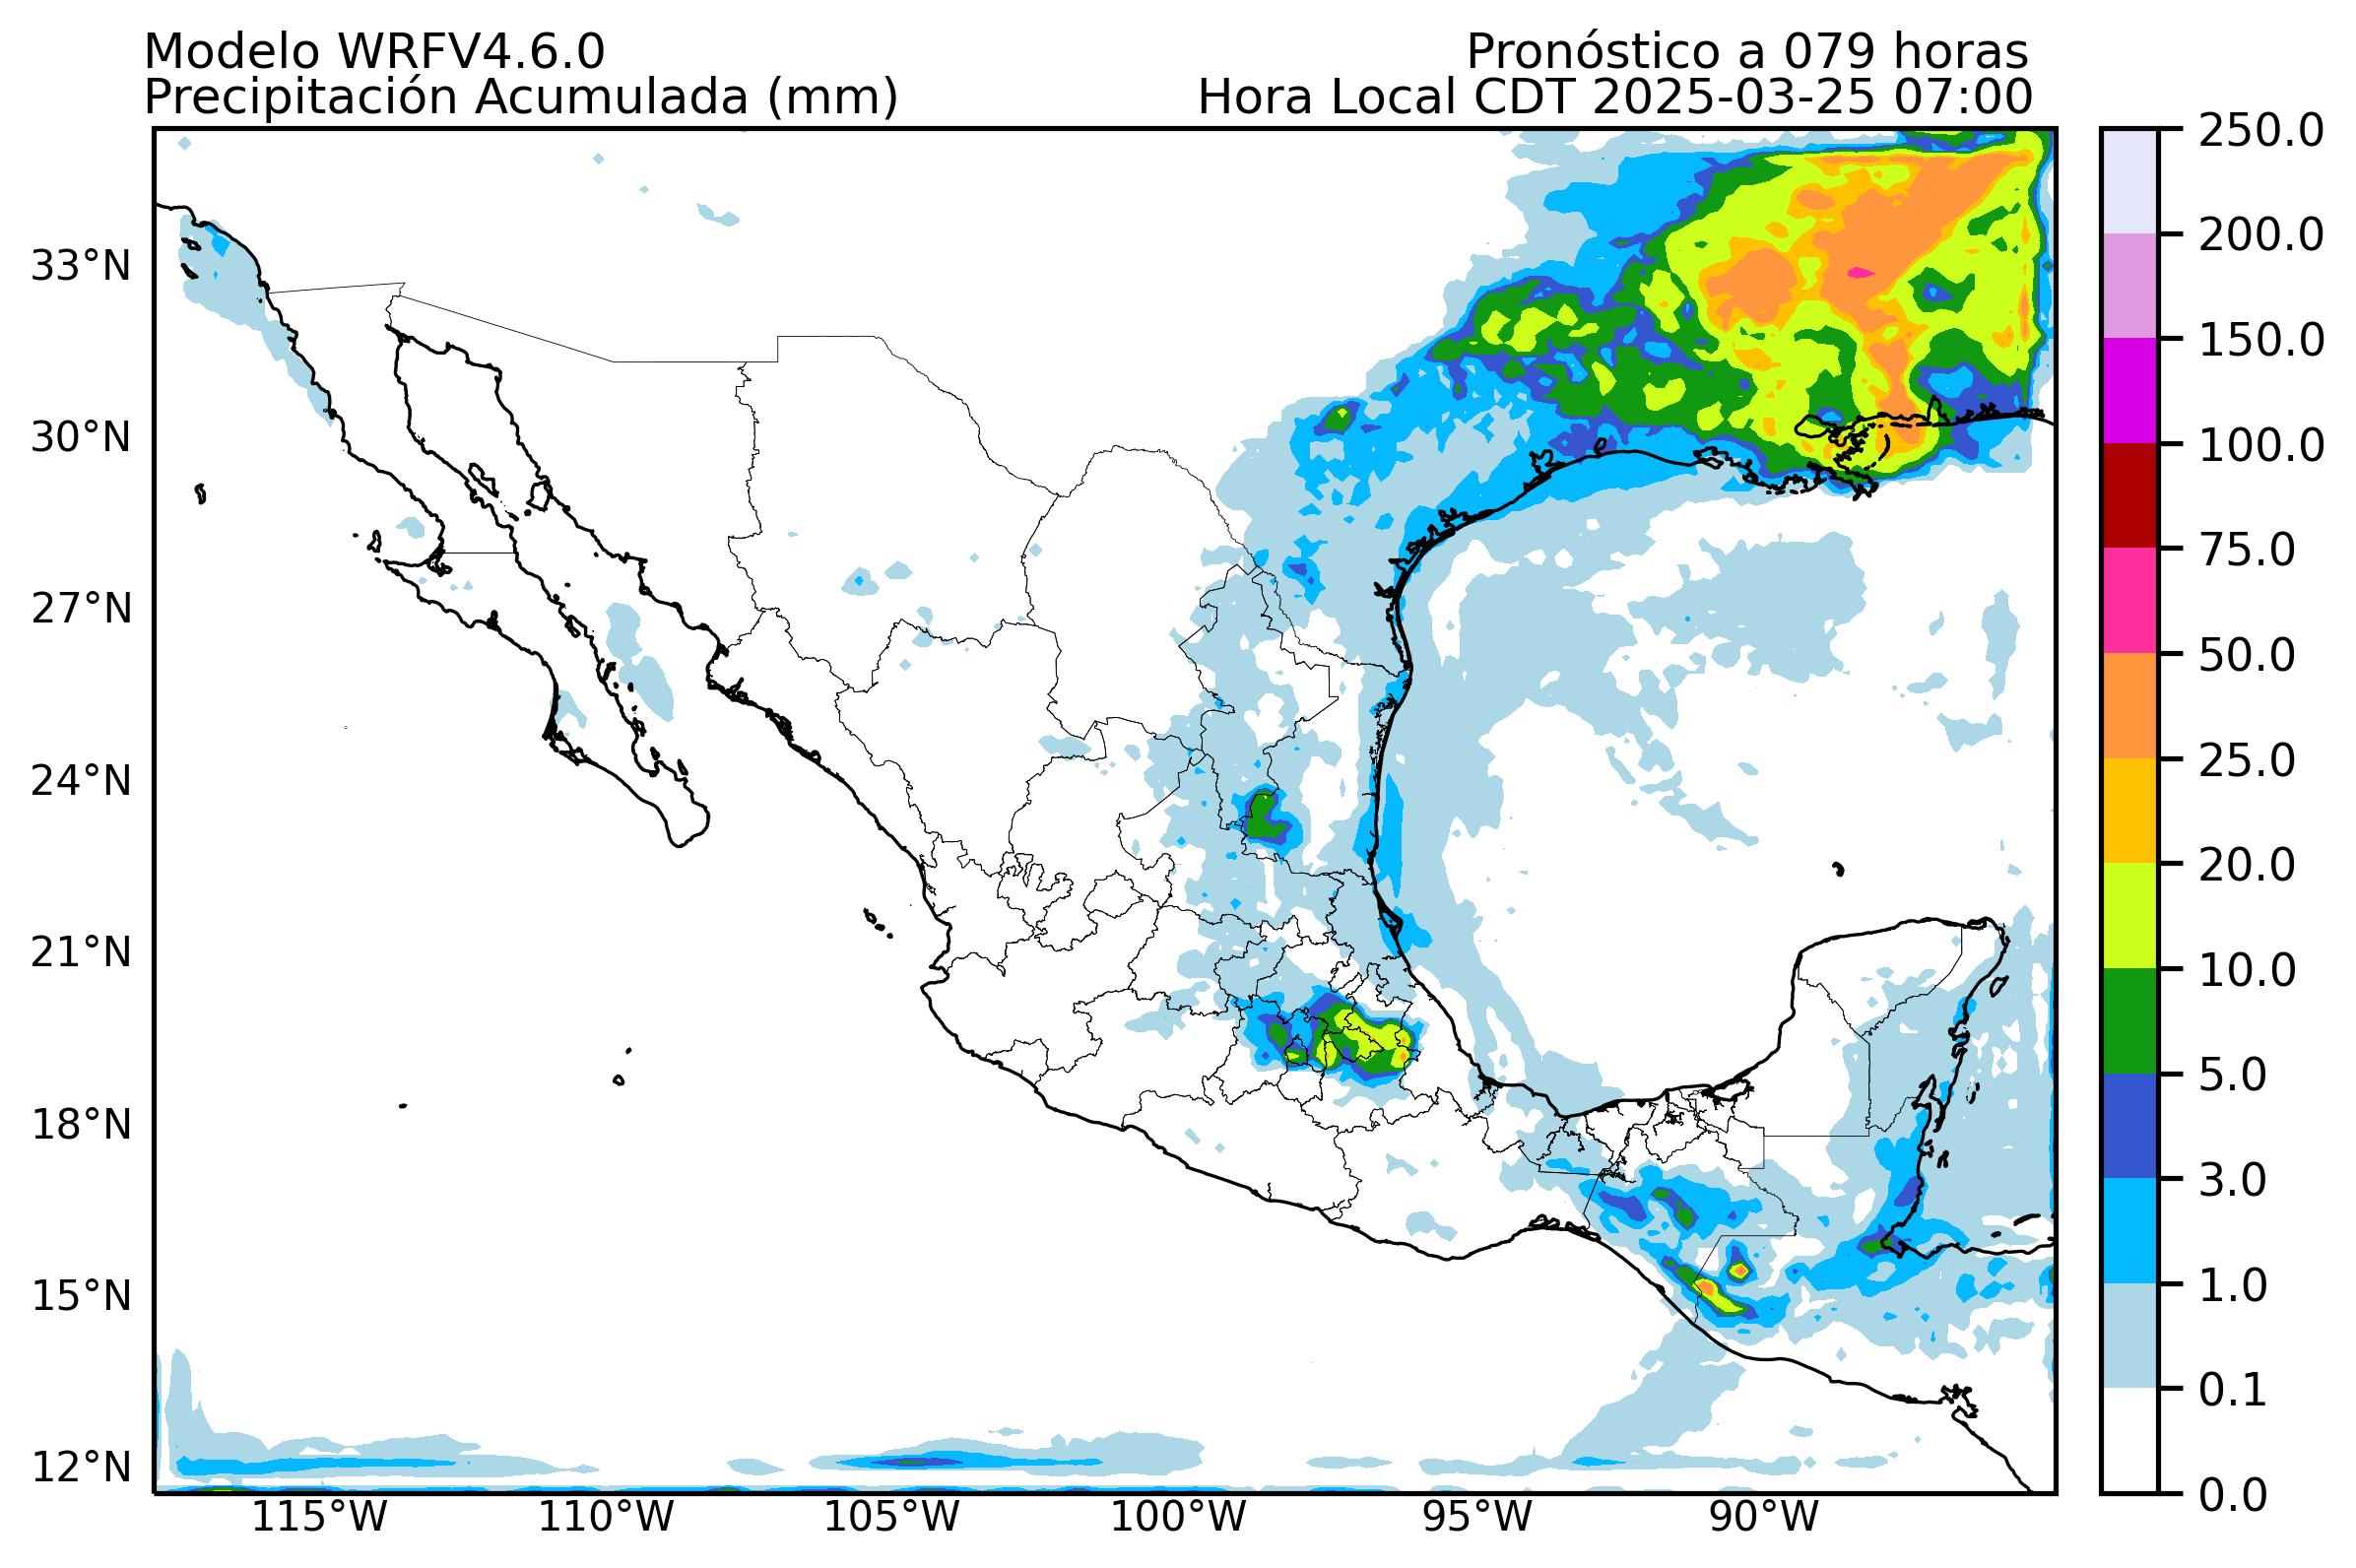 Modelo WRFV4.6.0
Pronóstico a 079 horas
Precipitación Acumulada (mm)
Hora Local CDT 2025-03-25 07:00
33°N
30°N
27°N
24°N
21°N
18°N
15°N
12°N
115°W
110°W
105°W
100°W
95°W
90°W
250.0
200.0
150.0
100.0
75.0
50.0
25.0
20.0
10.0
5.0
3.0
1.0
0.1
0.0